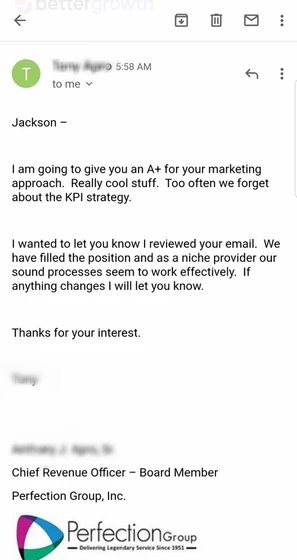 bettergrowth
T
5:58 AM
to me
Jackson –
I am going to give you an A+ for your marketing
approach. Really cool stuff. Too often we forget
about the KPI strategy.
I wanted to let you know I reviewed your email. We
have filled the position and as a niche provider our
sound processes seem to work effectively. If
anything changes I will let you know.
Thanks for your interest.
Chief Revenue Officer – Board Member
Perfection Group, Inc.
PerfectionGroup
Delivering Legendary Service Since 1951